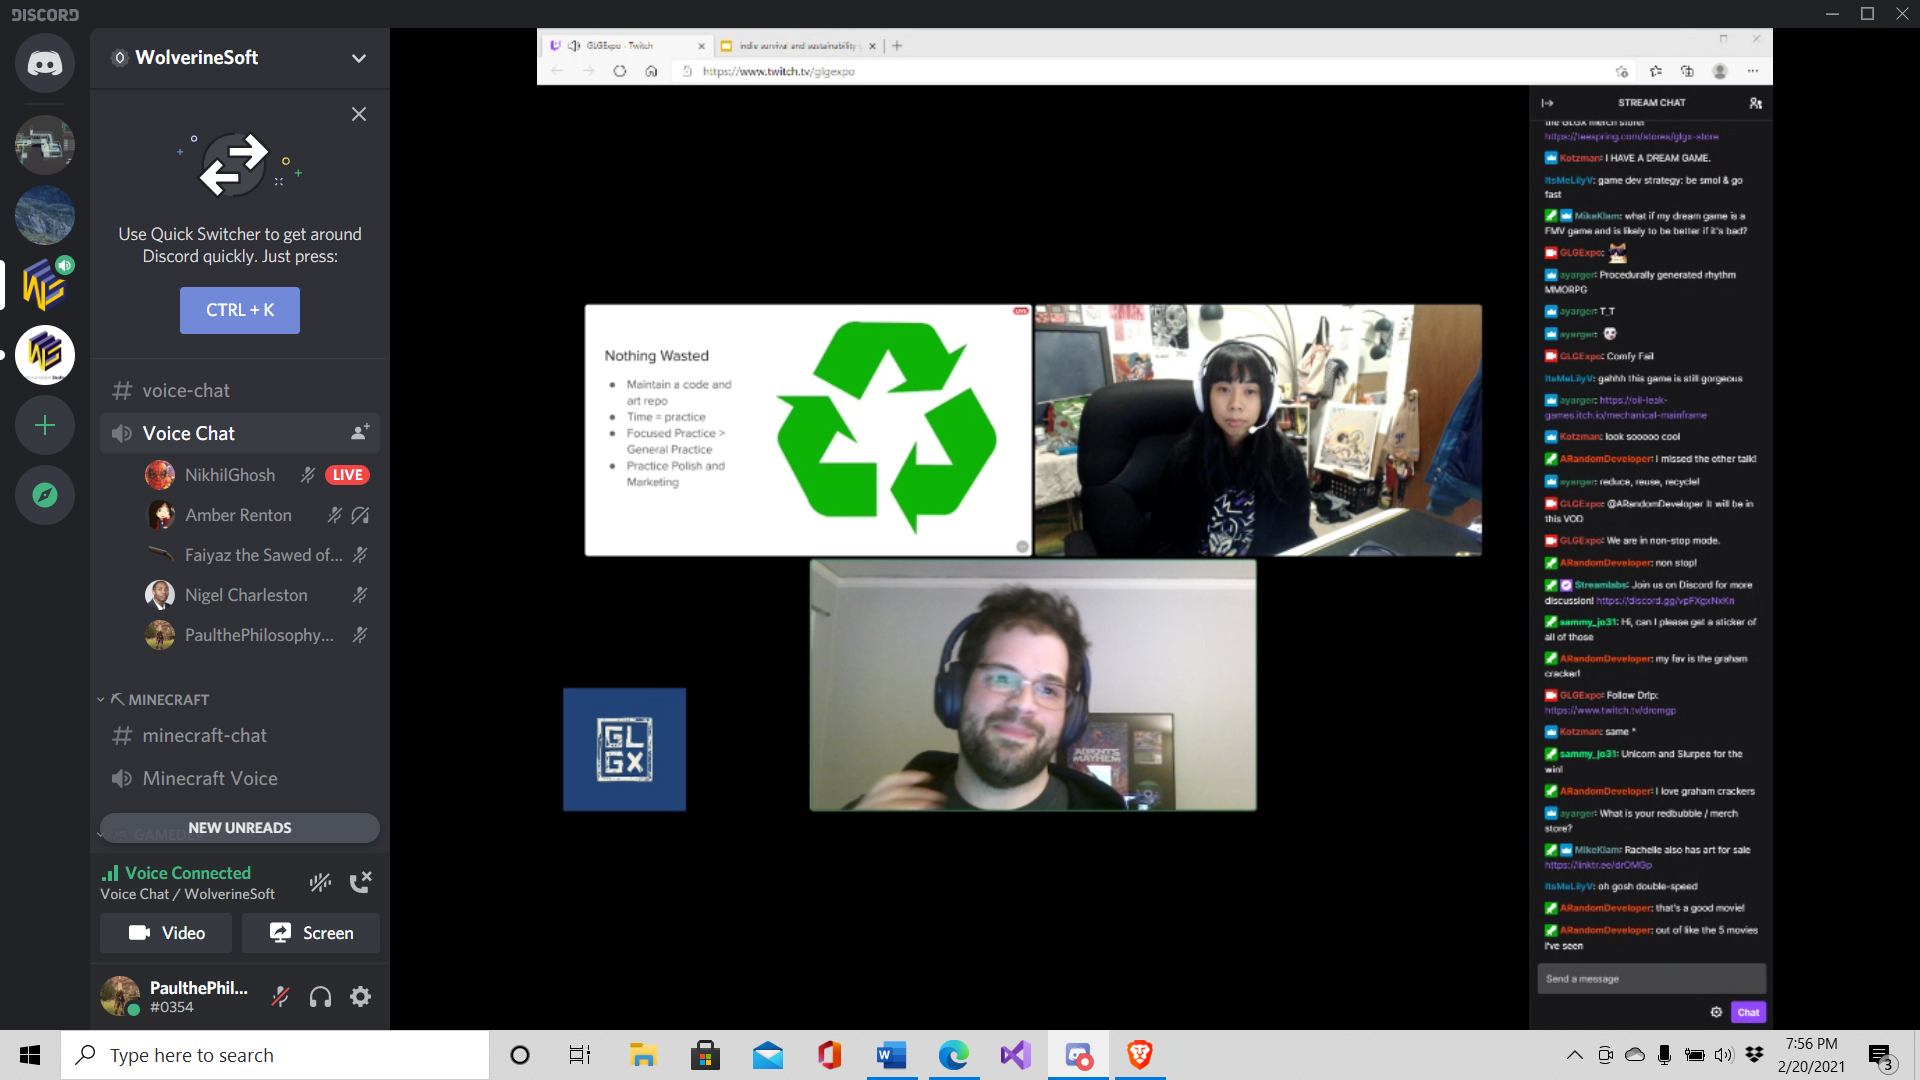 DISCORD
WolverineSoft
Use Quick Switcher to get around
Discord quickly. Just press:
CTRL + K
voice-chat
Voice Chat
NikhilGhosh LIVE
Amber Renton
Faiyaz the Sawed of...
Nigel Charleston
PaulthePhilosophy...
MINECRAFT
minecraft-chat
Minecraft Voice
NEW UNREADS
Voice Connected
Voice Chat / WolverineSoft
Video
Screen
PaulthePhil...
#0354
GLGExpo - Twitch
indie survival and sustainability
https://www.twitch.tv/glgexpo
LIVE
Nothing Wasted
Maintain a code and
art repo
Time = practice
Focused Practice >
General Practice
Practice Polish and
Marketing
GL
GX
AGENTS
MAYHEM
STREAM CHAT
the GLGX merch store!
https://teespring.com/stores/glgx-store
Kotzman: I HAVE A DREAM GAME.
ItsMeLilyV: game dev strategy: be smol & go
fast
MikeKlam: what if my dream game is a
FMV game and is likely to be better if it's bad?
GLGExpo:
ayarger: Procedurally generated rhythm
MMORPG
ayarger: T_T
ayarger:
GLGExpo: Comfy Fail
ItsMeLilyV: gahhh this game is still gorgeous
ayarger: https://oil-leak-
games.itch.io/mechanical-mainframe
Kotzman: look sooooo cool
ARandomDeveloper: I missed the other talk!
ayarger: reduce, reuse, recycle!
GLGExpo: @ARandomDeveloper It will be in
this VOD
GLGExpo: We are in non-stop mode.
ARandomDeveloper: non stop!
Streamlabs: Join us on Discord for more
discussion! https://discord.gg/vpFXgxNxKn
sammy_jo31: Hi, can I please get a sticker of
all of those
ARandomDeveloper: my fav is the graham
cracker!
GLGExpo: Follow Dr!p:
https://www.twitch.tv/dromgp
Kotzman: same *
sammy_jo31: Unicorn and Slurpee for the
win!
ARandomDeveloper: I love graham crackers
ayarger: What is your redbubble / merch
store?
MikeKlam: Rachelle also has art for sale
https://linktr.ee/drOMGp
ItsMeLilyV: oh gosh double-speed
ARandomDeveloper: that's a good movie!
ARandomDeveloper: out of like the 5 movies
I've seen
Send a message
Chat
Type here to search
7:56 PM
2/20/2021
3